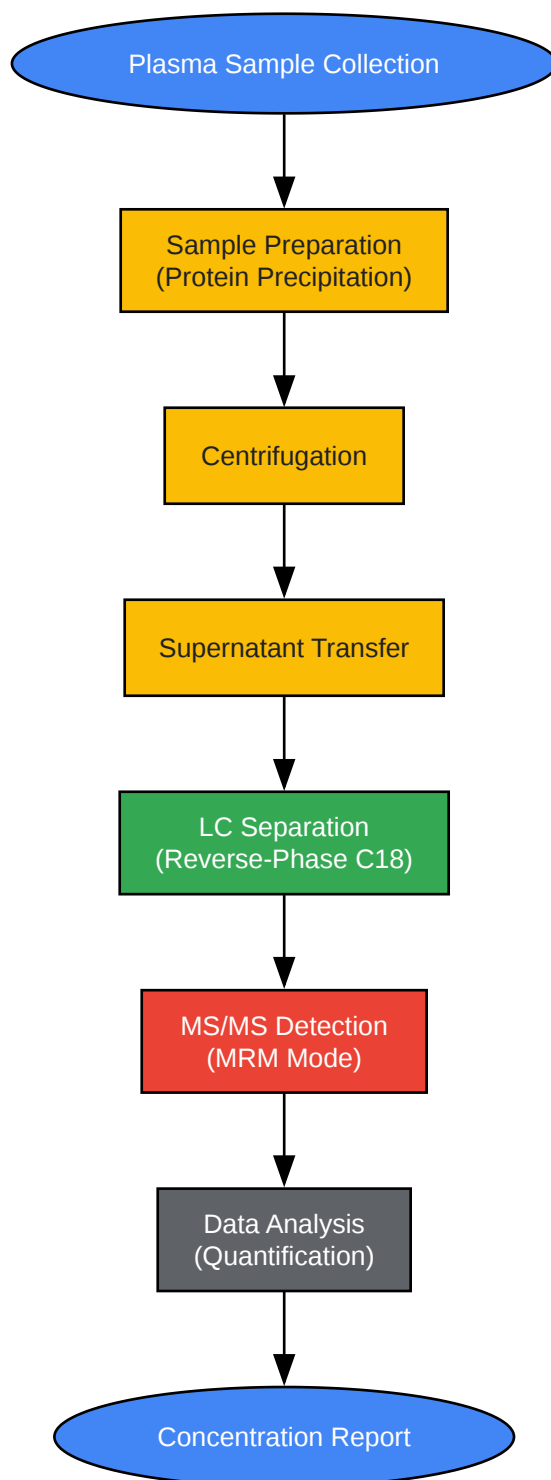 Plasma Sample Collection
Sample Preparation
(Protein Precipitation)
Centrifugation
Supernatant Transfer
LC Separation
(Reverse-Phase C18)
MS/MS Detection
(MRM Mode)
Data Analysis
(Quantification)
Concentration Report